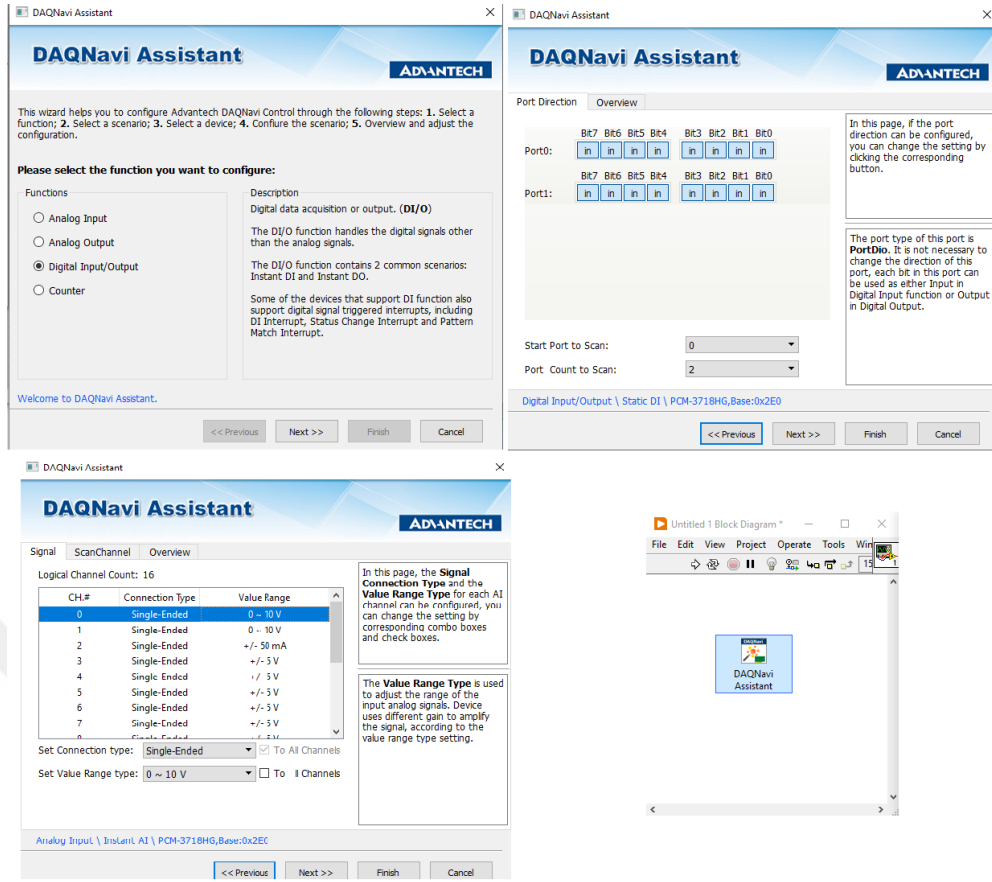 DAQNavi Assistant
DAQNavi Assistant
ADVANTECH
This wizard helps you to configure Advantech DAQNavi Control through the following steps: 1. Select a
function; 2. Select a scenario; 3. Select a device; 4. Confiure the scenario; 5. Overview and adjust the
configuration.
Please select the function you want to configure:
Functions
Analog Input
Analog Output
Digital Input/Output
Counter
Description
Digital data acquisition or output. (DI/O)
The DI/O function handles the digital signals other
than the analog signals.
The DI/O function contains 2 common scenarios:
Instant DI and Instant DO.
Some of the devices that support DI function also
support digital signal triggered interrupts, including
DI Interrupt, Status Change Interrupt and Pattern
Match Interrupt.
Welcome to DAQNavi Assistant.
<< Previous Next >> Finish Cancel
DAQNavi Assistant
DAQNavi Assistant
ADVANTECH
Port Direction Overview
Bit7 Bit6 Bit5 Bit4 Bit3 Bit2 Bit1 Bit0
Port0: in in in in in in in in
Bit7 Bit6 Bit5 Bit4 Bit3 Bit2 Bit1 Bit0
Port1: in in in in in in in in
Start Port to Scan: 0
Port Count to Scan: 2
In this page, if the port
direction can be configured,
you can change the setting by
clicking the corresponding
button.
The port type of this port is
PortDio. It is not necessary to
change the direction of this
port, each bit in this port can
be used as either Input in
Digital Input function or Output
in Digital Output.
Digital Input/Output \ Static DI \ PCM-3718HG,Base:0x2E0
<< Previous Next >> Finish Cancel
DAQNavi Assistant
DAQNavi Assistant
ADVANTECH
Signal ScanChannel Overview
Logical Channel Count: 16
CH.# Connection Type Value Range
0 Single-Ended 0 ~ 10 V
1 Single-Ended 0 ~ 10 V
2 Single-Ended +/- 50 mA
3 Single-Ended +/- 5 V
4 Single-Ended +/- 5 V
5 Single-Ended +/- 5 V
6 Single-Ended +/- 5 V
7 Single-Ended +/- 5 V
Set Connection type: Single-Ended To All Channels
Set Value Range type: 0 ~ 10 V To ll Channels
In this page, the Signal
Connection Type and the
Value Range Type for each AI
channel can be configured, you
can change the setting by
corresponding combo boxes
and check boxes.
The Value Range Type is used
to adjust the range of the
input analog signals. Device
uses different gain to amplify
the signal, according to the
value range type setting.
Analog Input \ Instant AI \ PCM-3718HG,Base:0x2E0
<< Previous Next >> Finish Cancel
Untitled 1 Block Diagram *
File Edit View Project Operate Tools Win
15
1
DAQNavi
DAQNavi
Assistant